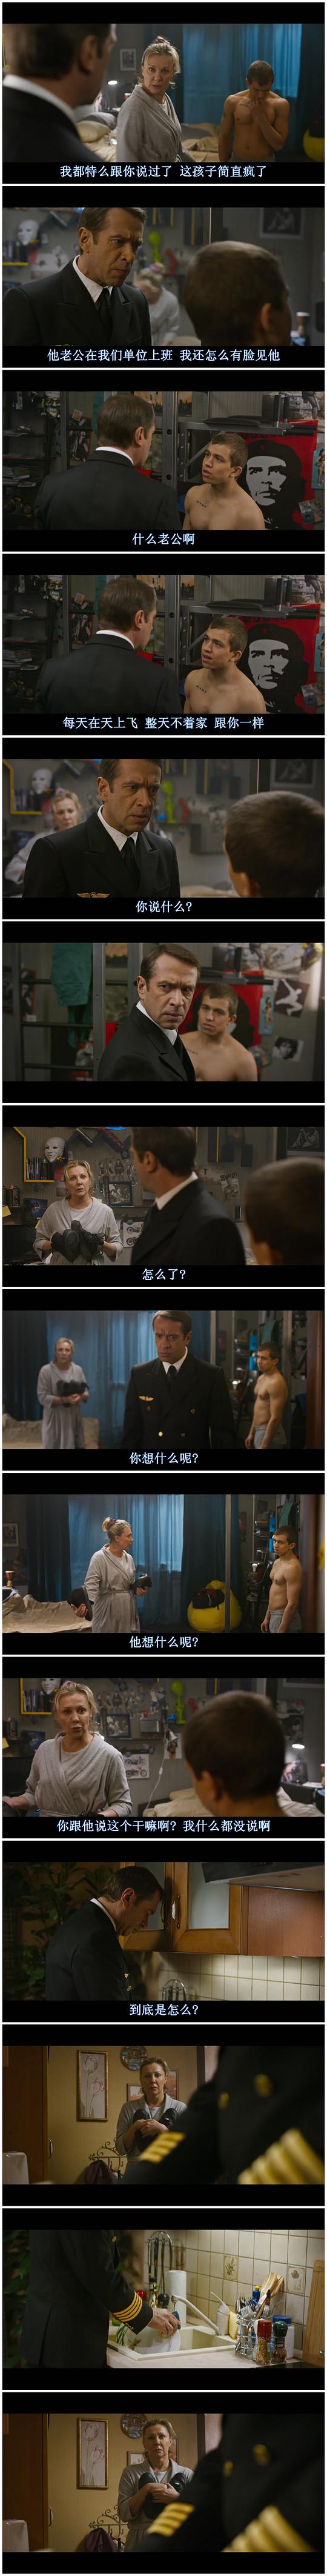 我都特么跟你说过了 这孩子简直疯了
他老公在我们单位上班 我还怎么有脸见他
什么老公啊
每天在天上飞 整天不着家 跟你一样
你说什么?
怎么了?
你想什么呢?
他想什么呢?
你跟他说这个干嘛啊? 我什么都没说啊
到底是怎么?